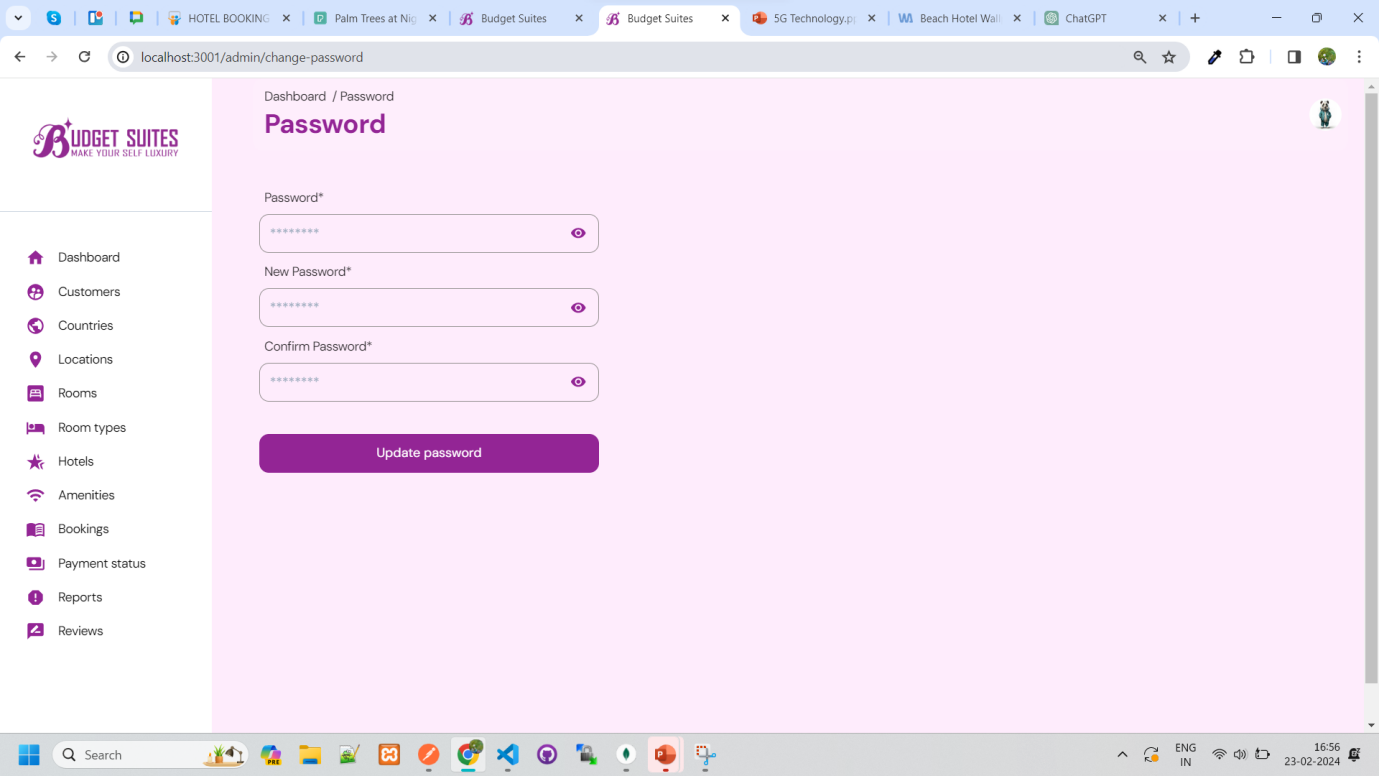 HOTEL BOOKING
Palm Trees at Nig
Budget Suites
Budget Suites
5G Technology.pp
Beach Hotel Wall
ChatGPT
localhost:3001/admin/change-password
BUDGET SUITES
MAKE YOUR SELF LUXURY
Dashboard / Password
Password
Password*
********
New Password*
********
Confirm Password*
********
Update password
Dashboard
Customers
Countries
Locations
Rooms
Room types
Hotels
Amenities
Bookings
Payment status
Reports
Reviews
Search
PRE
ENG
IN
16:56
23-02-2024